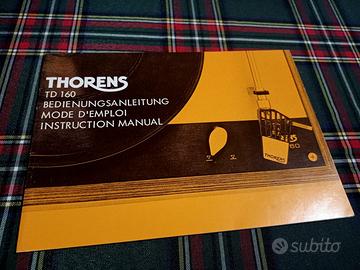 THORENS
TD 160
BEDIENUNGSANLEITUNG
MODE D'EMPLOI
INSTRUCTION MANUAL
THORENS
subito